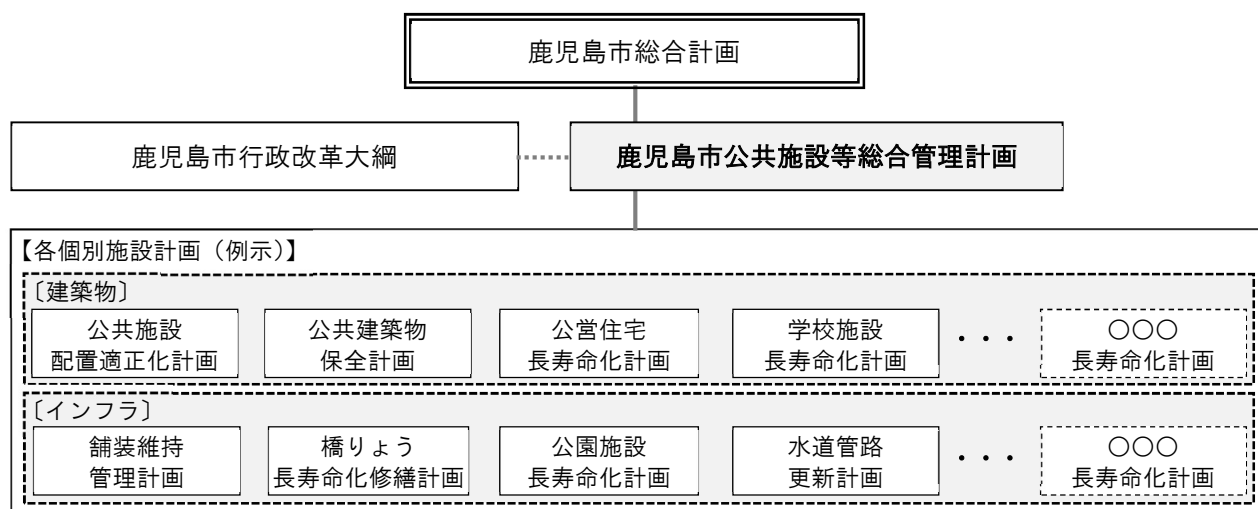 鹿児島市総合計画
鹿児島市行政改革大綱
鹿児島市公共施設等総合管理計画
【各個別施設計画（例示）】
〔建築物〕
公共施設
配置適正化計画
公共建築物
保全計画
公営住宅
長寿命化計画
学校施設
長寿命化計画
・・・
○○○
長寿命化計画
〔インフラ〕
舗装維持
管理計画
橋りょう
長寿命化修繕計画
公園施設
長寿命化計画
水道管路
更新計画
・・・
○○○
長寿命化計画